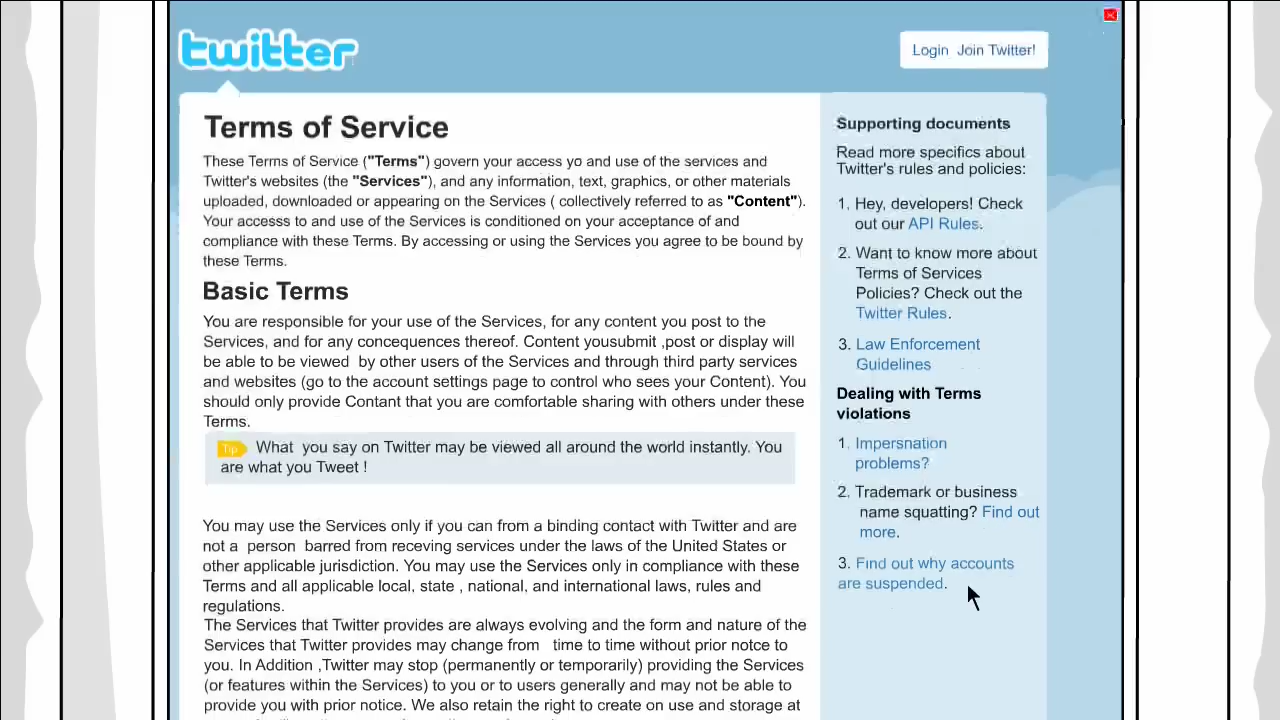 twitter
Login Join Twitter!
Terms of Service
These Terms of Service ("Terms") govern your access yo and use of the services and
Twitter's websites (the "Services"), and any information, text, graphics, or other materials
uploaded, downloaded or appearing on the Services ( collectively referred to as "Content").
Your accesss to and use of the Services is conditioned on your acceptance of and
compliance with these Terms. By accessing or using the Services you agree to be bound by
these Terms.
Basic Terms
You are responsible for your use of the Services, for any content you post to the
Services, and for any concequences thereof. Content yousubmit ,post or display will
be able to be viewed by other users of the Services and through third party services
and websites (go to the account settings page to control who sees your Content). You
should only provide Contant that you are comfortable sharing with others under these
Terms.
Tip What you say on Twitter may be viewed all around the world instantly. You
are what you Tweet !
You may use the Services only if you can from a binding contact with Twitter and are
not a person barred from receving services under the laws of the United States or
other applicable jurisdiction. You may use the Services only in compliance with these
Terms and all applicable local, state , national, and international laws, rules and
regulations.
The Services that Twitter provides are always evolving and the form and nature of the
Services that Twitter provides may change from time to time without prior notce to
you. In Addition ,Twitter may stop (permanently or temporarily) providing the Services
(or features within the Services) to you or to users generally and may not be able to
provide you with prior notice. We also retain the right to create on use and storage at
Supporting documents
Read more specifics about
Twitter's rules and policies:
1. Hey, developers! Check
out our API Rules.
2. Want to know more about
Terms of Services
Policies? Check out the
Twitter Rules.
3. Law Enforcement
Guidelines
Dealing with Terms
violations
1. Impersnation
problems?
2. Trademark or business
name squatting? Find out
more.
3. Find out why accounts
are suspended.